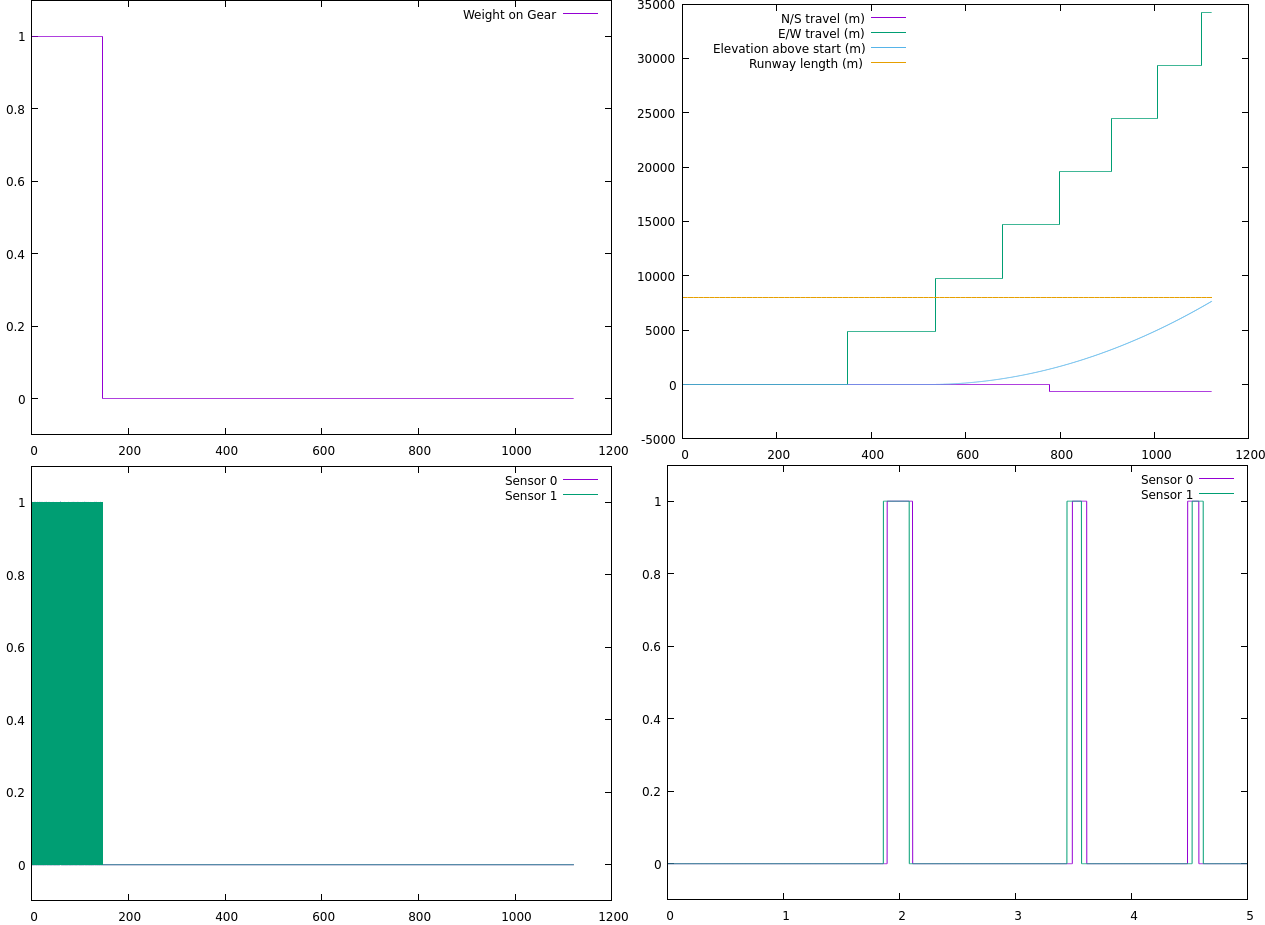 Weight on Gear
1
0.8
0.6
0.4
0.2
0
0 200 400 600 800 1000 1200
N/S travel (m)
E/W travel (m)
Elevation above start (m)
Runway length (m)
35000
30000
25000
20000
15000
10000
5000
0
-5000
0 200 400 600 800 1000 1200
Sensor 0
Sensor 1
1
0.8
0.6
0.4
0.2
0
0 200 400 600 800 1000 1200
Sensor 0
Sensor 1
1
0.8
0.6
0.4
0.2
0
0 1 2 3 4 5